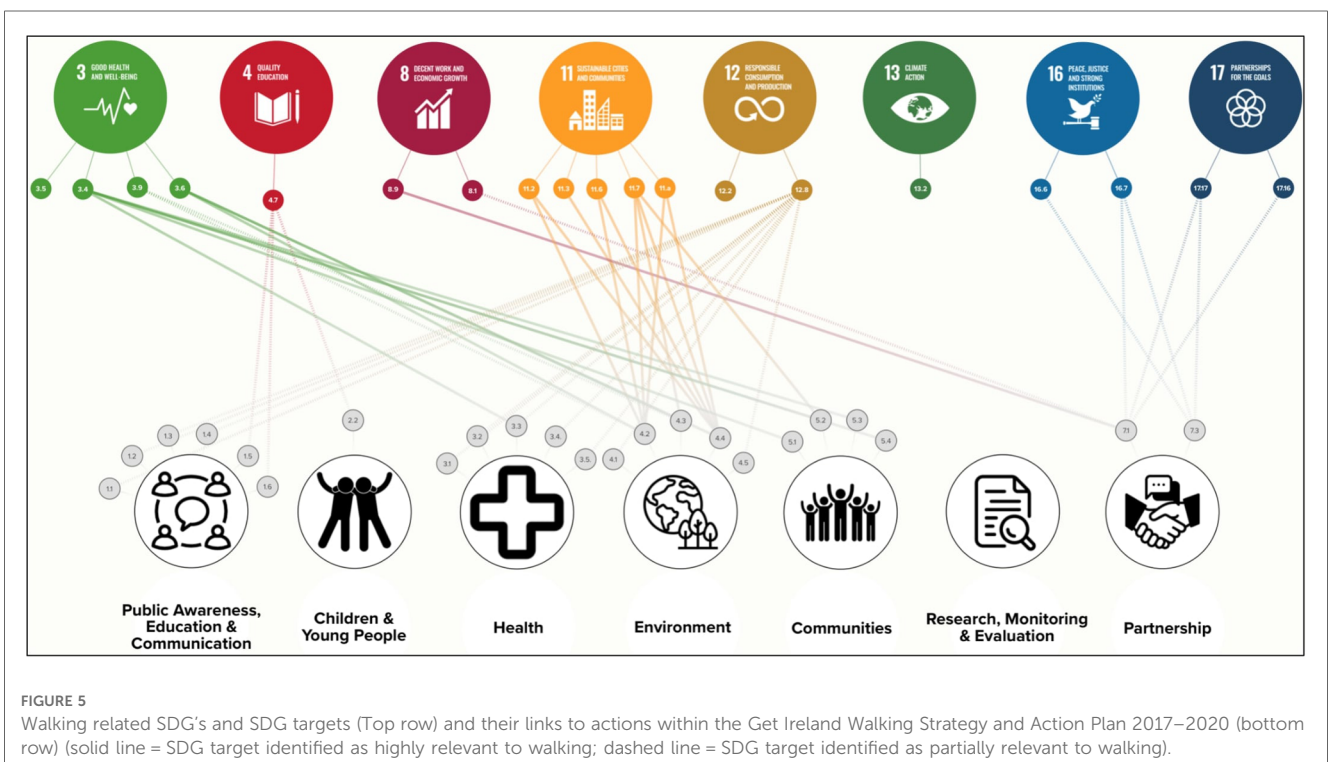 3 GOOD HEALTH
AND WELL-BEING
4 QUALITY
EDUCATION
8 DECENT WORK AND
ECONOMIC GROWTH
11 SUSTAINABLE CITIES
AND COMMUNITIES
12 RESPONSIBLE
CONSUMPTION
AND PRODUCTION
13 CLIMATE
ACTION
16 PEACE, JUSTICE
AND STRONG
INSTITUTIONS
17 PARTNERSHIPS
FOR THE GOALS
3.5 3.4 3.9 3.6 4.7 8.9 8.1 11.2 11.3 11.6 11.7 11.a 12.2 12.8 13.2 16.6 16.7 17.17 17.16
1.1 1.2 1.3 1.4 1.5 1.6 2.2 3.1 3.2 3.3 3.4. 3.5. 4.1 4.2 4.3 4.4 4.5 5.1 5.2 5.3 5.4 7.1 7.3
Public Awareness,
Education &
Communication
Children &
Young People
Health
Environment
Communities
Research, Monitoring
& Evaluation
Partnership
FIGURE 5
Walking related SDG's and SDG targets (Top row) and their links to actions within the Get Ireland Walking Strategy and Action Plan 2017–2020 (bottom
row) (solid line = SDG target identified as highly relevant to walking; dashed line = SDG target identified as partially relevant to walking).